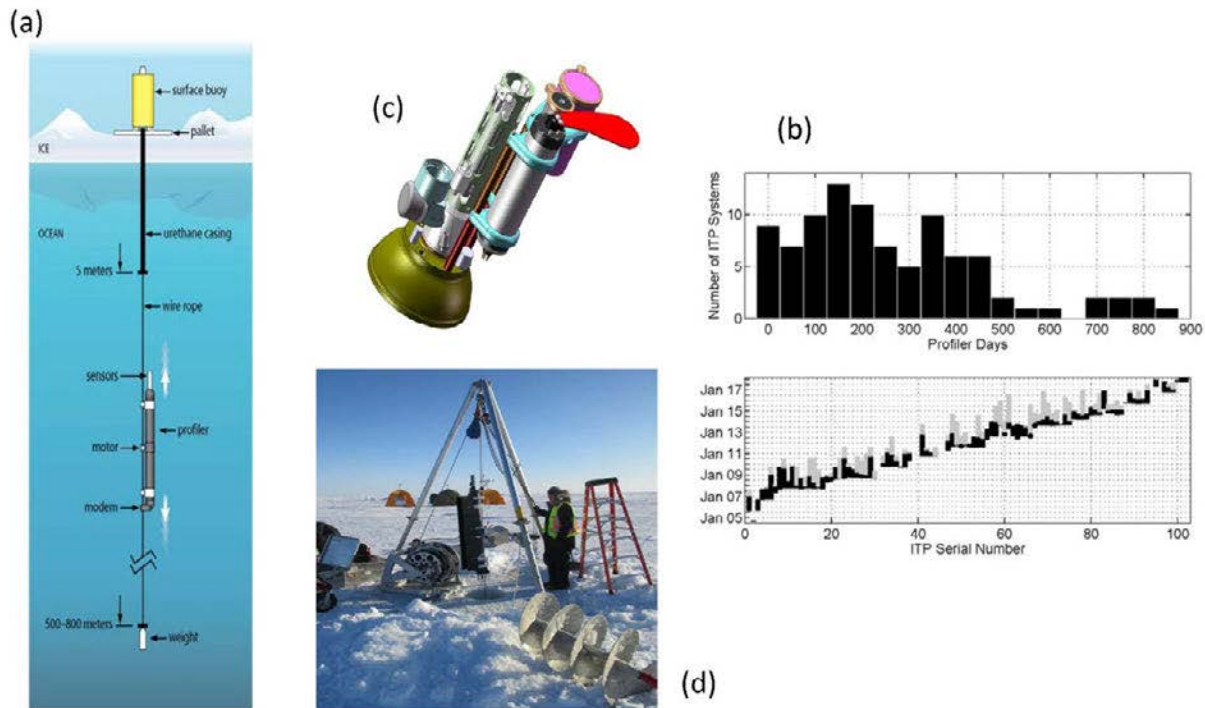 (a)
surface buoy
pallet
ICE
OCEAN
urethane casing
5 meters
wire rope
sensors
profiler
motor
modem
500-800 meters
weight
(c)
(b)
Number of ITP Systems
10
5
0
0 100 200 300 400 500 600 700 800 900
Profiler Days
Jan 17
Jan 15
Jan 13
Jan 11
Jan 09
Jan 07
Jan 05
0 20 40 60 80 100
ITP Serial Number
(d)